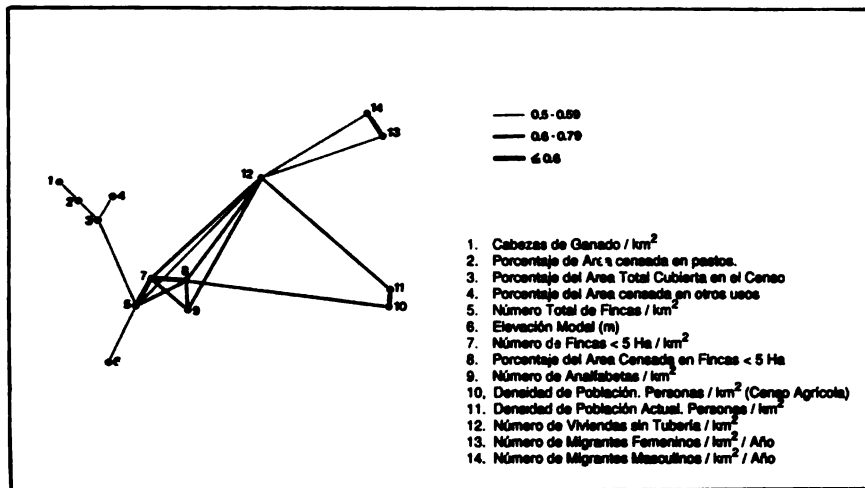 14
13
12
1
2
4
3
7
8
5
9
11
10
0.5 - 0.59
0.6 - 0.79
≤ 0.8
1. Cabezas de Ganado / km²
2. Porcentaje de Area censada en pastos.
3. Porcentaje del Area Total Cubierta en el Censo
4. Porcentaje del Area censada en otros usos
5. Número Total de Fincas / km²
6. Elevación Modal (m)
7. Número de Fincas < 5 Ha / km²
8. Porcentaje del Area Censada en Fincas < 5 Ha
9. Número de Analfabetas / km²
10. Densidad de Población. Personas / km² (Censo Agrícola)
11. Densidad de Población Actual. Personas / km²
12. Número de Viviendas sin Tubería / km²
13. Número de Migrantes Femeninos / km² / Año
14. Número de Migrantes Masculinos / km² / Año